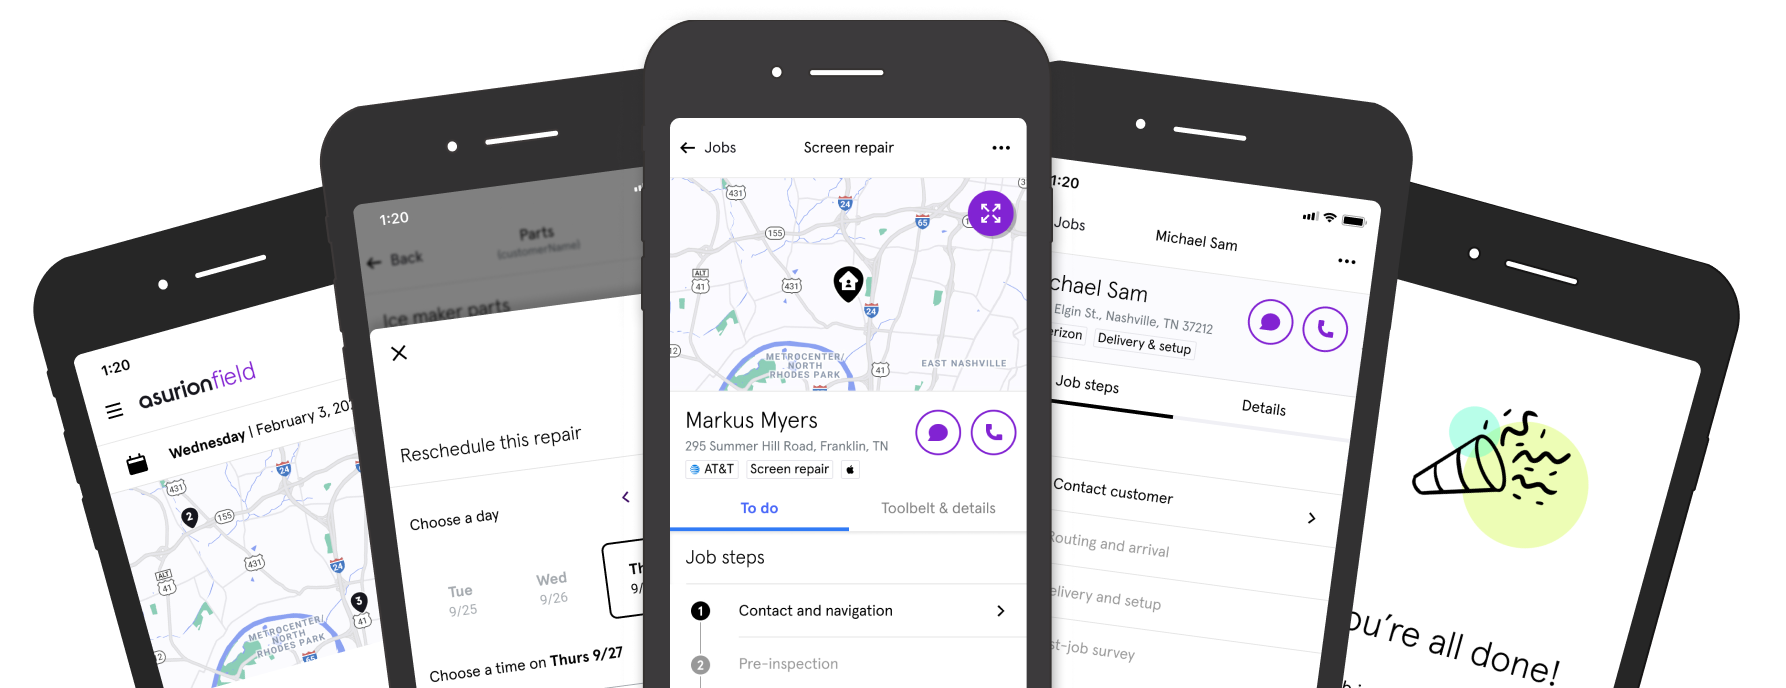 1:20
asurionfield
Wednesday | February 3, 20
431
24
2
155
431
ALT
41
24
3
41
METROCENTER/
NORTH
RHODES PARK
65
1:20
Parts
{customerName}
Back
Ice maker parts
Reschedule this repair
Choose a day
Tue
9/25
Wed
9/26
Th
9/
Choose a time on Thurs 9/27
Jobs
Screen repair
431
24
65
155
ALT
41
431
24
12
METROCENTER/
NORTH
RHODES PARK
41
EAST NASHVILLE
Markus Myers
295 Summer Hill Road, Franklin, TN
AT&T
Screen repair
To do
Toolbelt & details
Job steps
1
Contact and navigation
2
Pre-inspection
1:20
Jobs
Michael Sam
chael Sam
Elgin St., Nashville, TN 37212
erizon
Delivery & setup
Job steps
Details
Contact customer
Routing and arrival
elivery and setup
st-job survey
ou're all done!